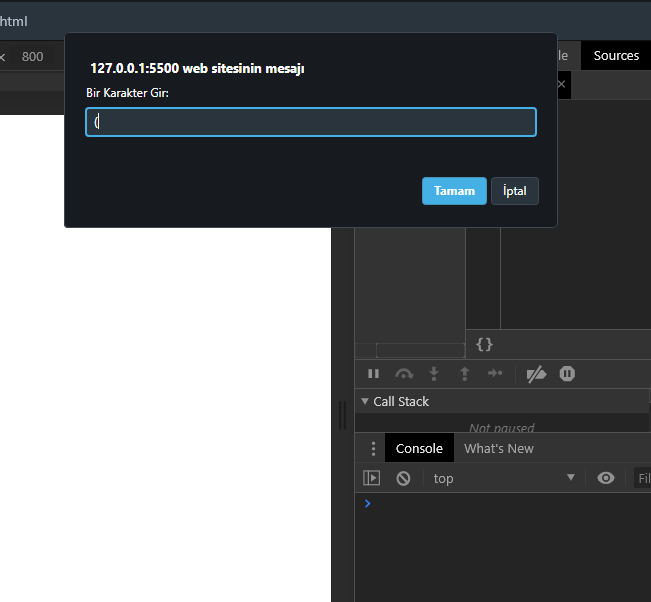 html
800
127.0.0.1:5500 web sitesinin mesajı
Bir Karakter Gir:
(
Tamam
İptal
le
Sources
{}
Call Stack
Not paused
Console
What's New
top
Fil